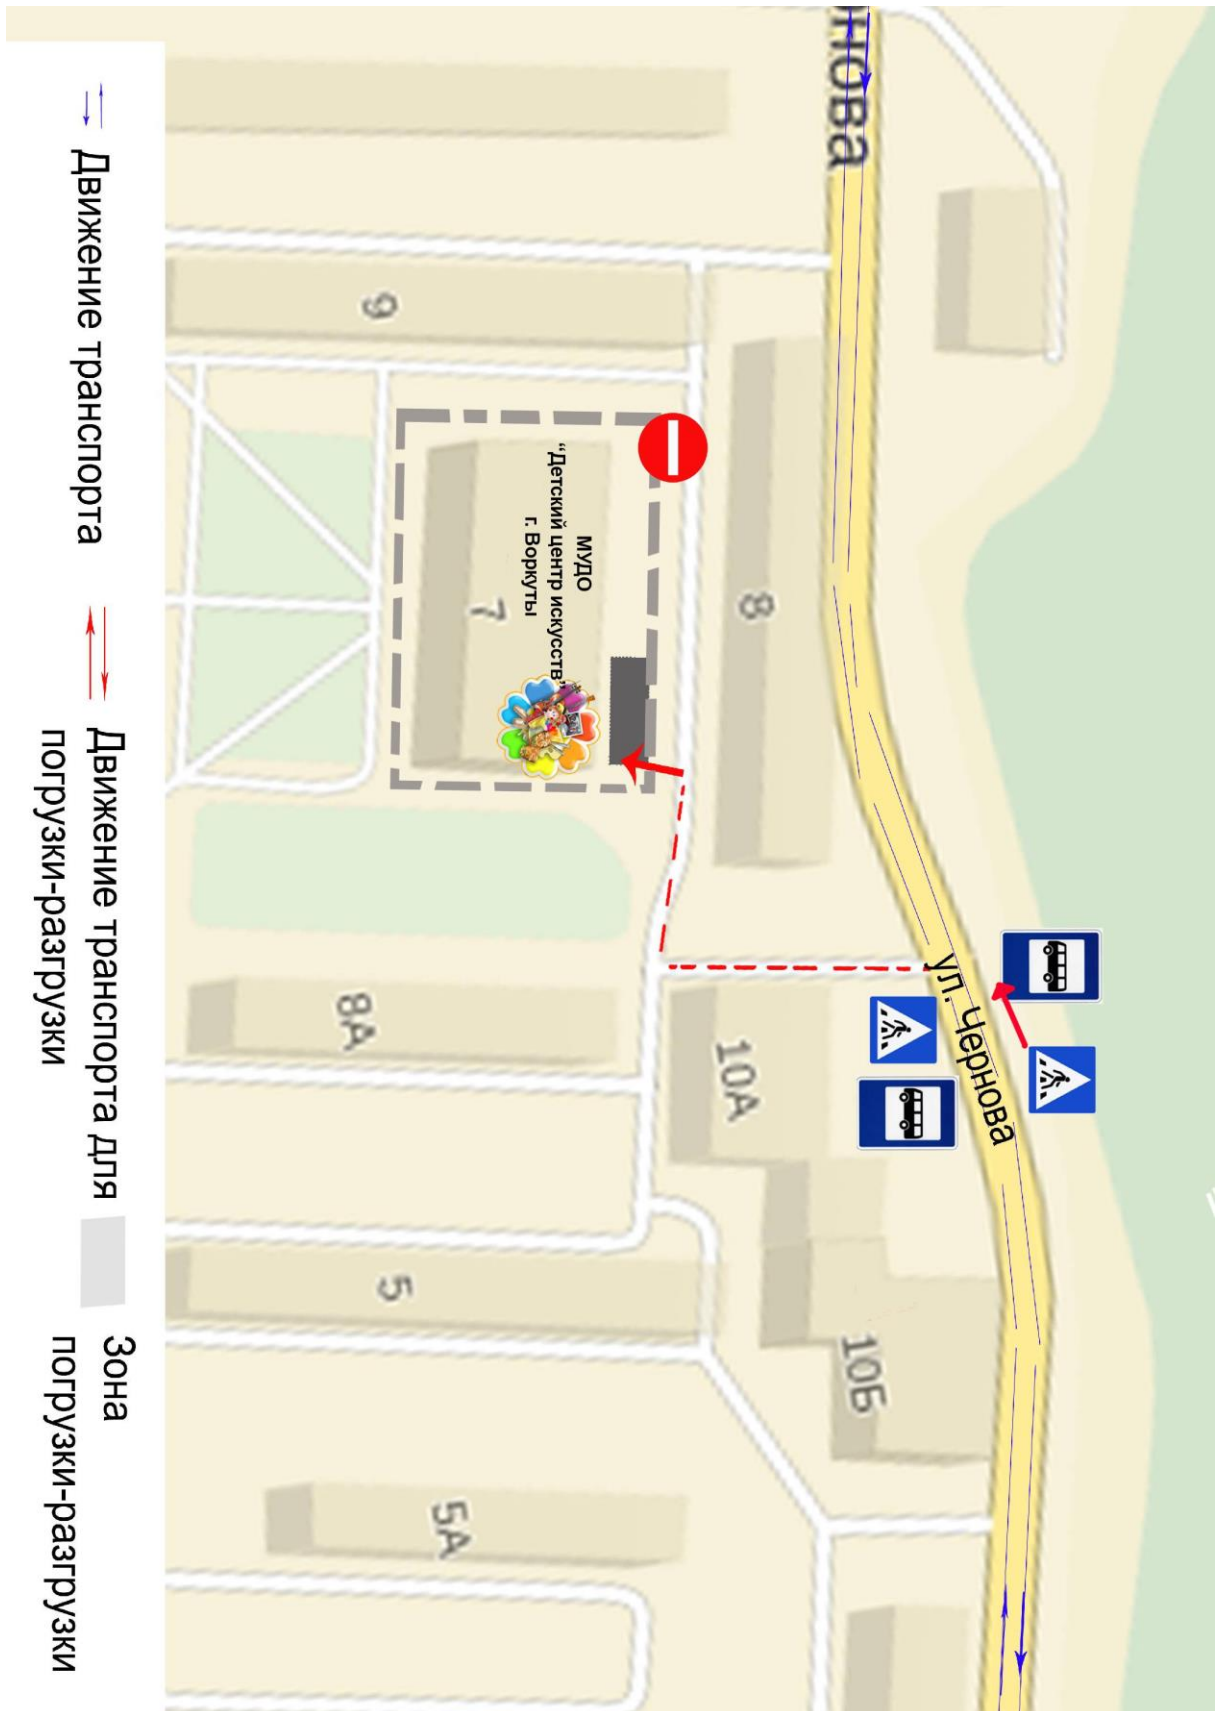 нова
9
8
МУДО
“Детский центр искусств”
г. Воркуты
7
ул. Чернова
8А
10А
5
10Б
5А
Движение транспорта
Движение транспорта для
погрузки-разгрузки
Зона
погрузки-разгрузки